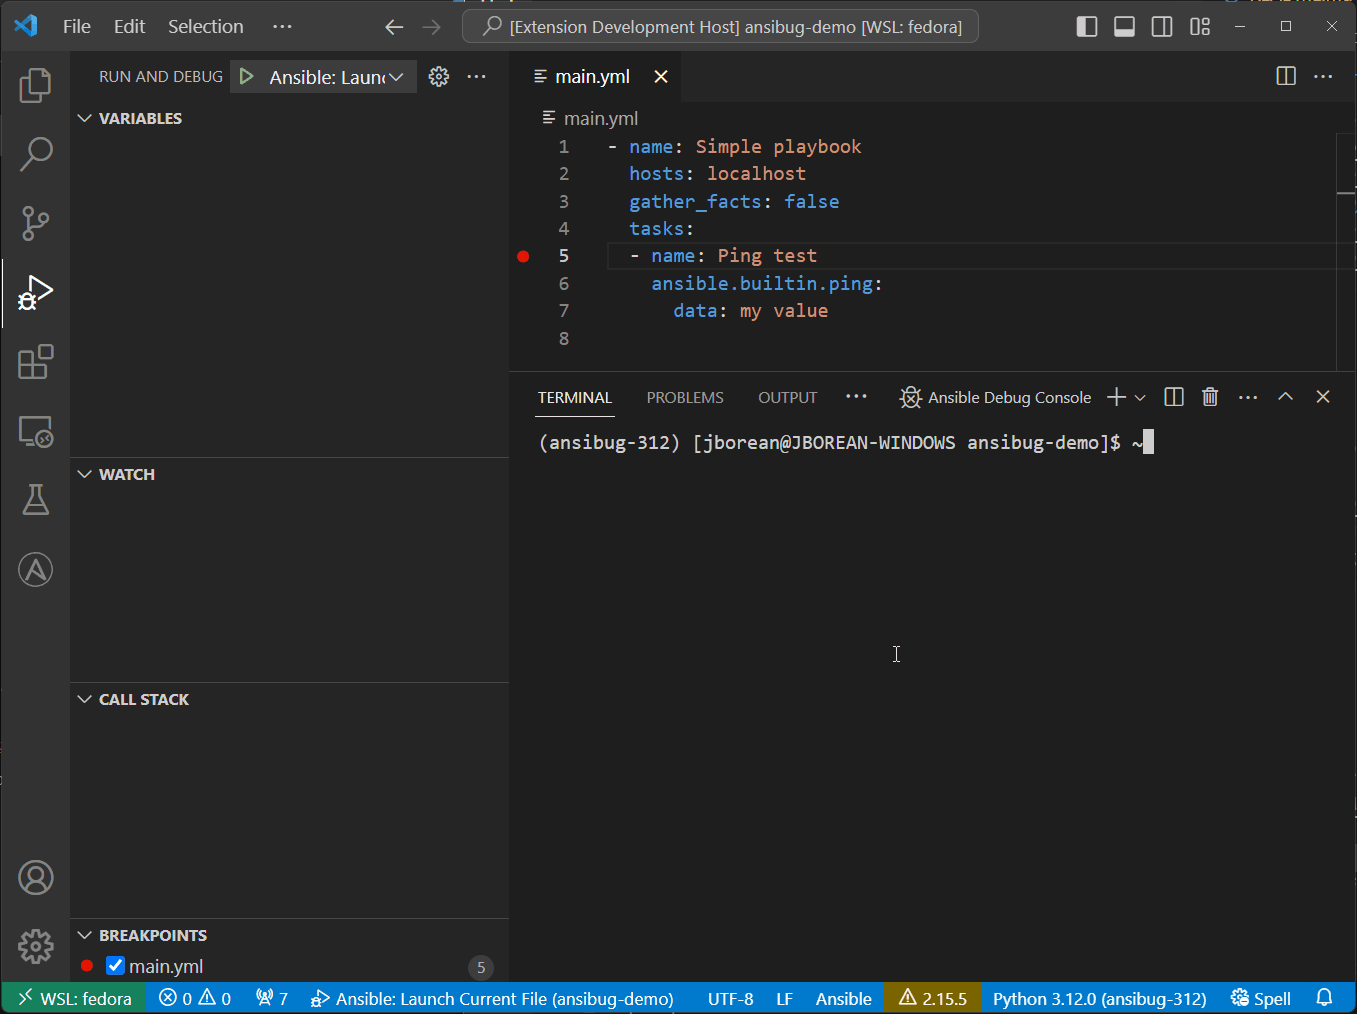 File Edit Selection ··· [Extension Development Host] ansibug-demo [WSL: fedora]
RUN AND DEBUG Ansible: Laun
VARIABLES
WATCH
CALL STACK
BREAKPOINTS
main.yml 5
main.yml
main.yml
1 - name: Simple playbook
2 hosts: localhost
3 gather_facts: false
4 tasks:
5 - name: Ping test
6 ansible.builtin.ping:
7 data: my value
8
TERMINAL PROBLEMS OUTPUT ··· Ansible Debug Console
(ansibug-312) [jborean@JBOREAN-WINDOWS ansibug-demo]$ ~
WSL: fedora 0 0 7 Ansible: Launch Current File (ansibug-demo) UTF-8 LF Ansible 2.15.5 Python 3.12.0 (ansibug-312) Spell